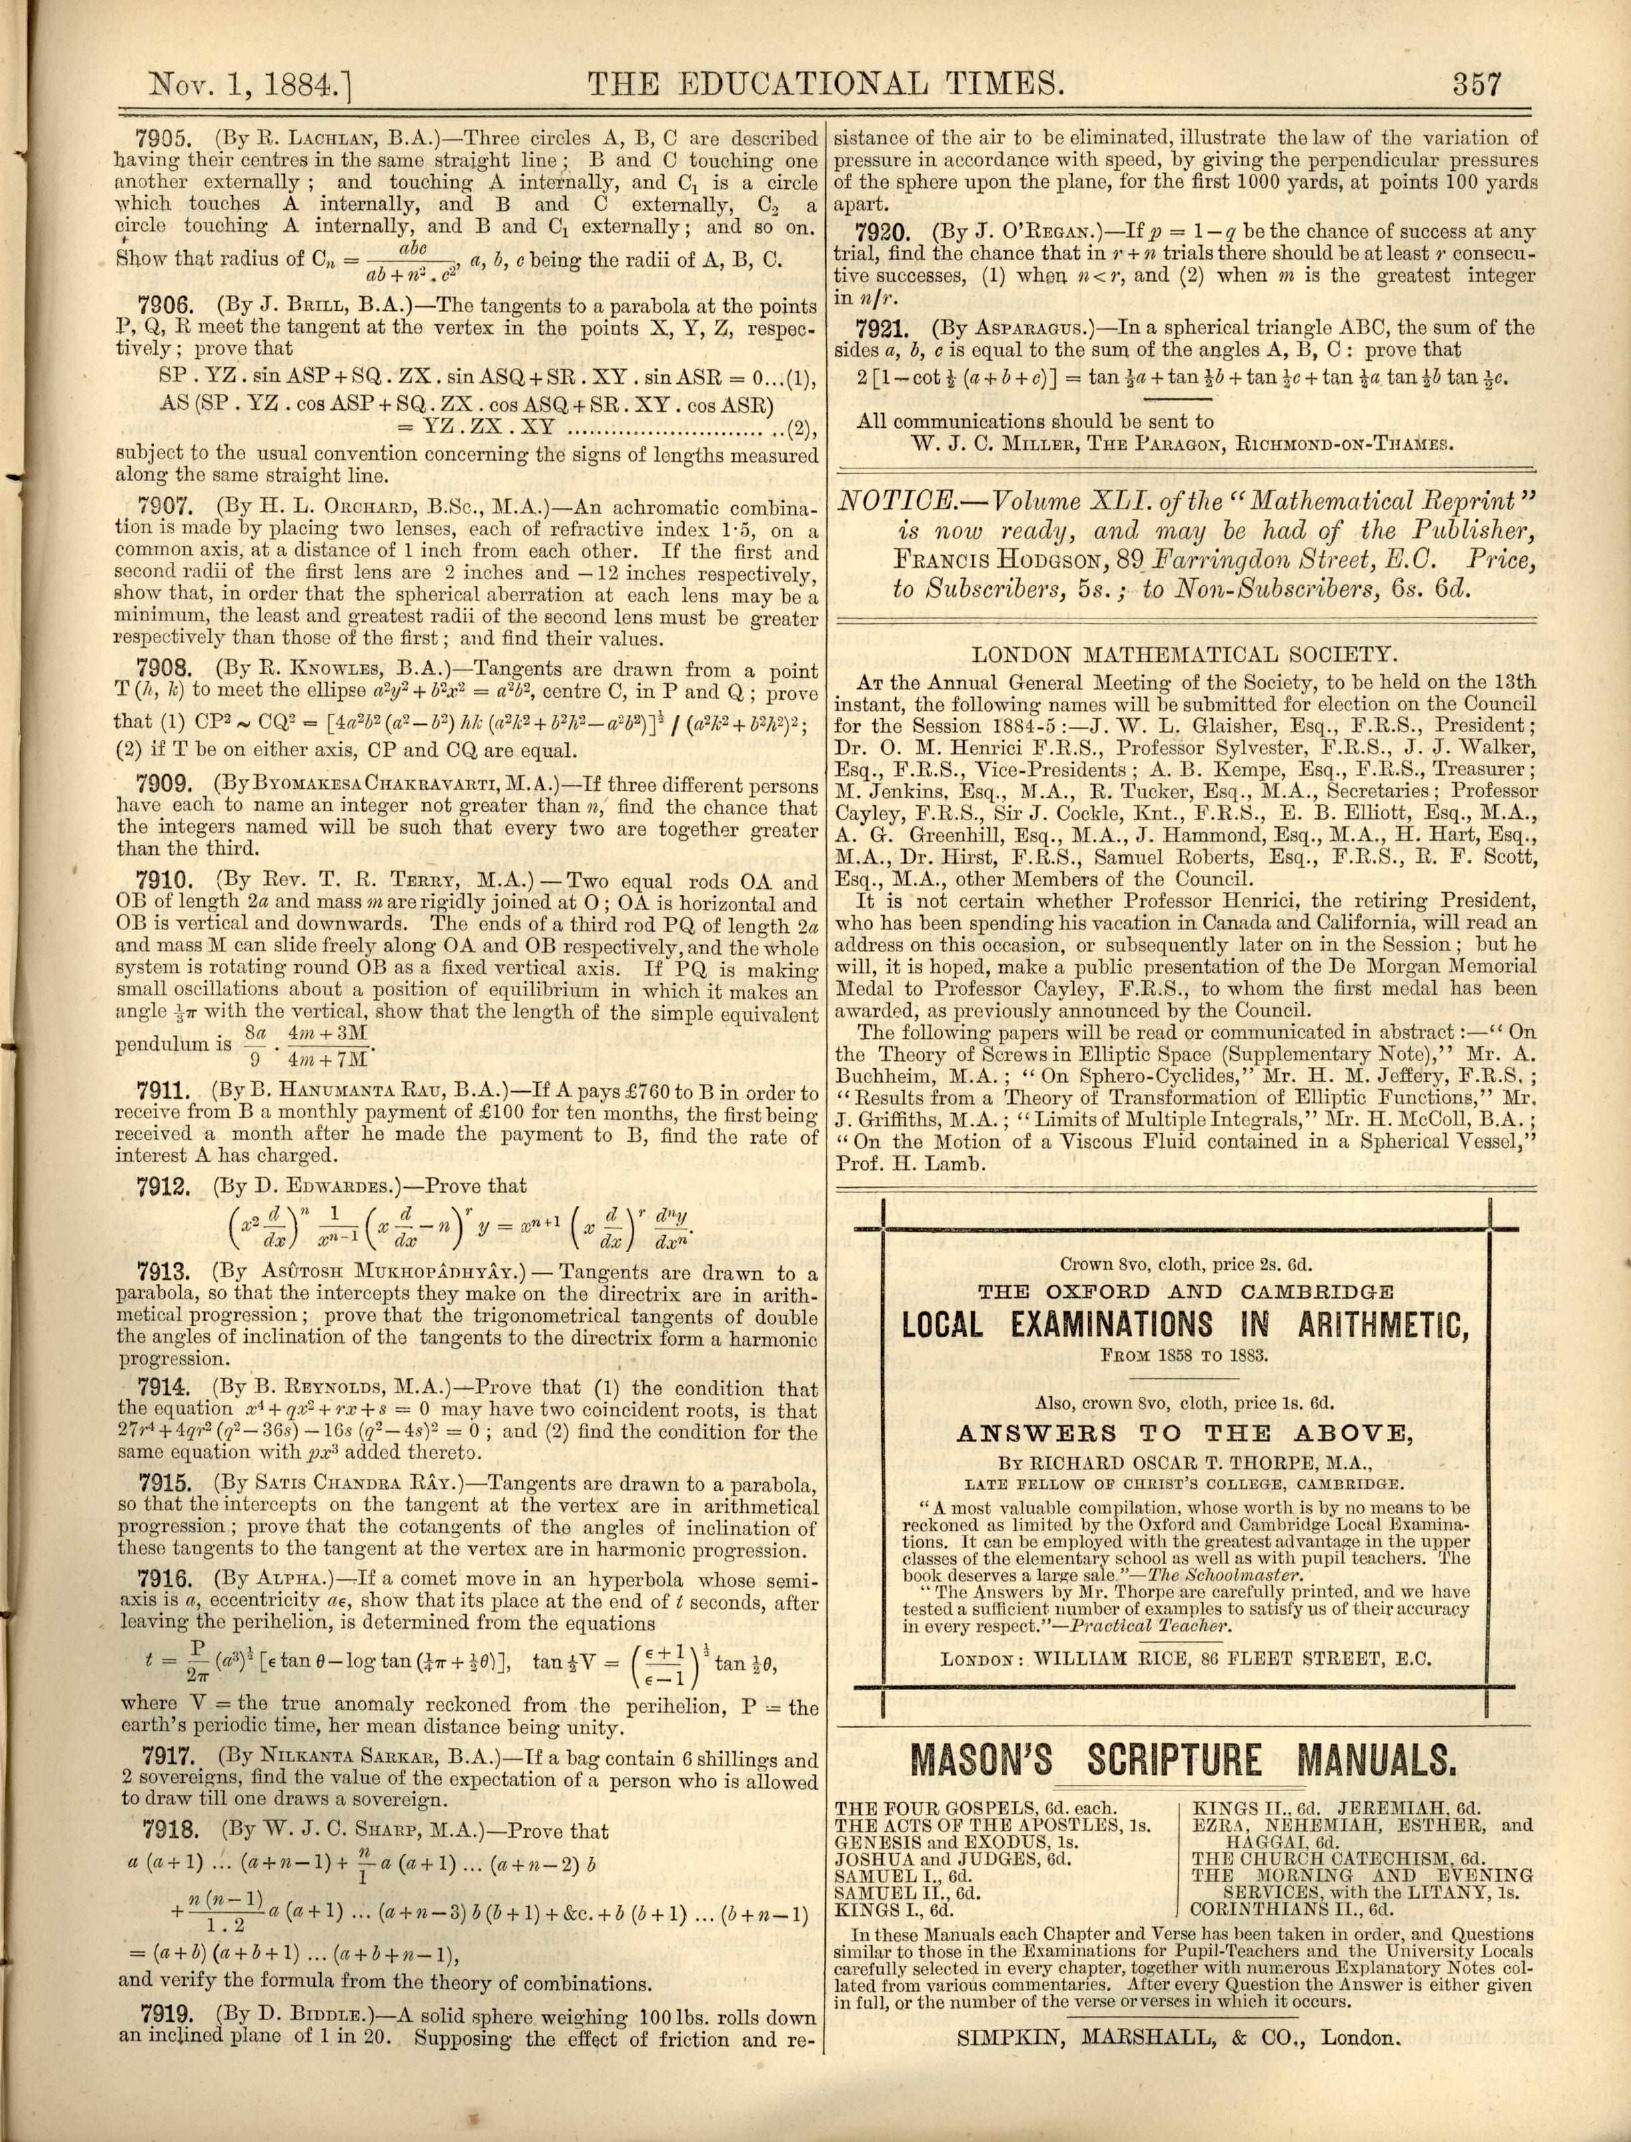 Nov. 1, 1884.] THE EDUCATIONAL TIMES. 357
7905. (By R. LACHLAN, B.A.)—Three circles A, B, C are described
having their centres in the same straight line; B and C touching one
another externally; and touching A internally, and C₁ is a circle
which touches A internally, and B and C externally, C₂ a
circle touching A internally, and B and C₁ externally; and so on.
Show that radius of Cₙ = abc / (ab + n² . c²), a, b, c being the radii of A, B, C.
7906. (By J. BRILL, B.A.)—The tangents to a parabola at the points
P, Q, R meet the tangent at the vertex in the points X, Y, Z, respec-
tively; prove that
SP . YZ . sin ASP + SQ . ZX . sin ASQ + SR . XY . sin ASR = 0...(1),
AS (SP . YZ . cos ASP + SQ . ZX . cos ASQ + SR . XY . cos ASR)
= YZ . ZX . XY ..............................(2),
subject to the usual convention concerning the signs of lengths measured
along the same straight line.
7907. (By H. L. ORCHARD, B.Sc., M.A.)—An achromatic combina-
tion is made by placing two lenses, each of refractive index 1·5, on a
common axis, at a distance of 1 inch from each other. If the first and
second radii of the first lens are 2 inches and −12 inches respectively,
show that, in order that the spherical aberration at each lens may be a
minimum, the least and greatest radii of the second lens must be greater
respectively than those of the first; and find their values.
7908. (By R. KNOWLES, B.A.)—Tangents are drawn from a point
T (h, k) to meet the ellipse a²y² + b²x² = a²b², centre C, in P and Q; prove
that (1) CP² ~ CQ² = [4a²b² (a² − b²) hk (a²k² + b²h² − a²b²)]^½ / (a²k² + b²h²)²;
(2) if T be on either axis, CP and CQ are equal.
7909. (By BYOMAKESA CHAKRAVARTI, M.A.)—If three different persons
have each to name an integer not greater than n, find the chance that
the integers named will be such that every two are together greater
than the third.
7910. (By Rev. T. R. TERRY, M.A.)—Two equal rods OA and
OB of length 2a and mass m are rigidly joined at O; OA is horizontal and
OB is vertical and downwards. The ends of a third rod PQ of length 2a
and mass M can slide freely along OA and OB respectively, and the whole
system is rotating round OB as a fixed vertical axis. If PQ is making
small oscillations about a position of equilibrium in which it makes an
angle ⅓π with the vertical, show that the length of the simple equivalent
pendulum is 8a/9 . (4m + 3M)/(4m + 7M).
7911. (By B. HANUMANTA RAU, B.A.)—If A pays £760 to B in order to
receive from B a monthly payment of £100 for ten months, the first being
received a month after he made the payment to B, find the rate of
interest A has charged.
7912. (By D. EDWARDES.)—Prove that
(x² d/dx)ⁿ 1/xⁿ⁻¹ (x d/dx − n)ʳ y = xⁿ⁺¹ (x d/dx)ʳ dⁿy/dxⁿ.
7913. (By ASÛTOSH MUKHOPÂDHYÂY.)—Tangents are drawn to a
parabola, so that the intercepts they make on the directrix are in arith-
metical progression; prove that the trigonometrical tangents of double
the angles of inclination of the tangents to the directrix form a harmonic
progression.
7914. (By B. REYNOLDS, M.A.)—Prove that (1) the condition that
the equation x⁴ + qx² + rx + s = 0 may have two coincident roots, is that
27r⁴ + 4qr² (q² − 36s) − 16s (q² − 4s)² = 0; and (2) find the condition for the
same equation with px³ added thereto.
7915. (By SATIS CHANDRA RÂY.)—Tangents are drawn to a parabola,
so that the intercepts on the tangent at the vertex are in arithmetical
progression; prove that the cotangents of the angles of inclination of
these tangents to the tangent at the vertex are in harmonic progression.
7916. (By ALPHA.)—If a comet move in an hyperbola whose semi-
axis is a, eccentricity aε, show that its place at the end of t seconds, after
leaving the perihelion, is determined from the equations
t = P/2π (a³)^½ [ε tan θ − log tan (¼π + ½θ)], tan ½V = ((ε+1)/(ε−1))^½ tan ½θ,
where V = the true anomaly reckoned from the perihelion, P = the
earth's periodic time, her mean distance being unity.
7917. (By NILKANTA SARKAR, B.A.)—If a bag contain 6 shillings and
2 sovereigns, find the value of the expectation of a person who is allowed
to draw till one draws a sovereign.
7918. (By W. J. C. SHARP, M.A.)—Prove that
a (a+1) ... (a+n−1) + n/1 a (a+1) ... (a+n−2) b
+ n(n−1)/1.2 a (a+1) ... (a+n−3) b (b+1) + &c. + b (b+1) ... (b+n−1)
= (a+b) (a+b+1) ... (a+b+n−1),
and verify the formula from the theory of combinations.
7919. (By D. BIDDLE.)—A solid sphere weighing 100 lbs. rolls down
an inclined plane of 1 in 20. Supposing the effect of friction and re-
sistance of the air to be eliminated, illustrate the law of the variation of
pressure in accordance with speed, by giving the perpendicular pressures
of the sphere upon the plane, for the first 1000 yards, at points 100 yards
apart.
7920. (By J. O'REGAN.)—If p = 1−q be the chance of success at any
trial, find the chance that in r + n trials there should be at least r consecu-
tive successes, (1) when n<r, and (2) when m is the greatest integer
in n/r.
7921. (By ASPARAGUS.)—In a spherical triangle ABC, the sum of the
sides a, b, c is equal to the sum of the angles A, B, C: prove that
2 [1−cot ½ (a+b+c)] = tan ½a + tan ½b + tan ½c + tan ½a tan ½b tan ½c.
All communications should be sent to
W. J. C. MILLER, THE PARAGON, RICHMOND-ON-THAMES.
NOTICE.—Volume XLI. of the "Mathematical Reprint"
is now ready, and may be had of the Publisher,
FRANCIS HODGSON, 89 Farringdon Street, E.C. Price,
to Subscribers, 5s.; to Non-Subscribers, 6s. 6d.
LONDON MATHEMATICAL SOCIETY.
AT the Annual General Meeting of the Society, to be held on the 13th
instant, the following names will be submitted for election on the Council
for the Session 1884-5:—J. W. L. Glaisher, Esq., F.R.S., President;
Dr. O. M. Henrici F.R.S., Professor Sylvester, F.R.S., J. J. Walker,
Esq., F.R.S., Vice-Presidents; A. B. Kempe, Esq., F.R.S., Treasurer;
M. Jenkins, Esq., M.A., R. Tucker, Esq., M.A., Secretaries; Professor
Cayley, F.R.S., Sir J. Cockle, Knt., F.R.S., E. B. Elliott, Esq., M.A.,
A. G. Greenhill, Esq., M.A., J. Hammond, Esq., M.A., H. Hart, Esq.,
M.A., Dr. Hirst, F.R.S., Samuel Roberts, Esq., F.R.S., R. F. Scott,
Esq., M.A., other Members of the Council.
It is not certain whether Professor Henrici, the retiring President,
who has been spending his vacation in Canada and California, will read an
address on this occasion, or subsequently later on in the Session; but he
will, it is hoped, make a public presentation of the De Morgan Memorial
Medal to Professor Cayley, F.R.S., to whom the first medal has been
awarded, as previously announced by the Council.
The following papers will be read or communicated in abstract:—"On
the Theory of Screws in Elliptic Space (Supplementary Note)," Mr. A.
Buchheim, M.A.; "On Sphero-Cyclides," Mr. H. M. Jeffery, F.R.S.;
"Results from a Theory of Transformation of Elliptic Functions," Mr.
J. Griffiths, M.A.; "Limits of Multiple Integrals," Mr. H. McColl, B.A.;
"On the Motion of a Viscous Fluid contained in a Spherical Vessel,"
Prof. H. Lamb.
Crown 8vo, cloth, price 2s. 6d.
THE OXFORD AND CAMBRIDGE
LOCAL EXAMINATIONS IN ARITHMETIC,
FROM 1858 TO 1883.
Also, crown 8vo, cloth, price 1s. 6d.
ANSWERS TO THE ABOVE,
BY RICHARD OSCAR T. THORPE, M.A.,
LATE FELLOW OF CHRIST'S COLLEGE, CAMBRIDGE.
"A most valuable compilation, whose worth is by no means to be
reckoned as limited by the Oxford and Cambridge Local Examina-
tions. It can be employed with the greatest advantage in the upper
classes of the elementary school as well as with pupil teachers. The
book deserves a large sale."—The Schoolmaster.
"The Answers by Mr. Thorpe are carefully printed, and we have
tested a sufficient number of examples to satisfy us of their accuracy
in every respect."—Practical Teacher.
LONDON: WILLIAM RICE, 86 FLEET STREET, E.C.
MASON'S SCRIPTURE MANUALS.
THE FOUR GOSPELS, 6d. each.
THE ACTS OF THE APOSTLES, 1s.
GENESIS and EXODUS, 1s.
JOSHUA and JUDGES, 6d.
SAMUEL I., 6d.
SAMUEL II., 6d.
KINGS I., 6d.
KINGS II., 6d. JEREMIAH, 6d.
EZRA, NEHEMIAH, ESTHER, and
HAGGAI, 6d.
THE CHURCH CATECHISM, 6d.
THE MORNING AND EVENING
SERVICES, with the LITANY, 1s.
CORINTHIANS II., 6d.
In these Manuals each Chapter and Verse has been taken in order, and Questions
similar to those in the Examinations for Pupil-Teachers and the University Locals
carefully selected in every chapter, together with numerous Explanatory Notes col-
lated from various commentaries. After every Question the Answer is either given
in full, or the number of the verse or verses in which it occurs.
SIMPKIN, MARSHALL, & CO., London.